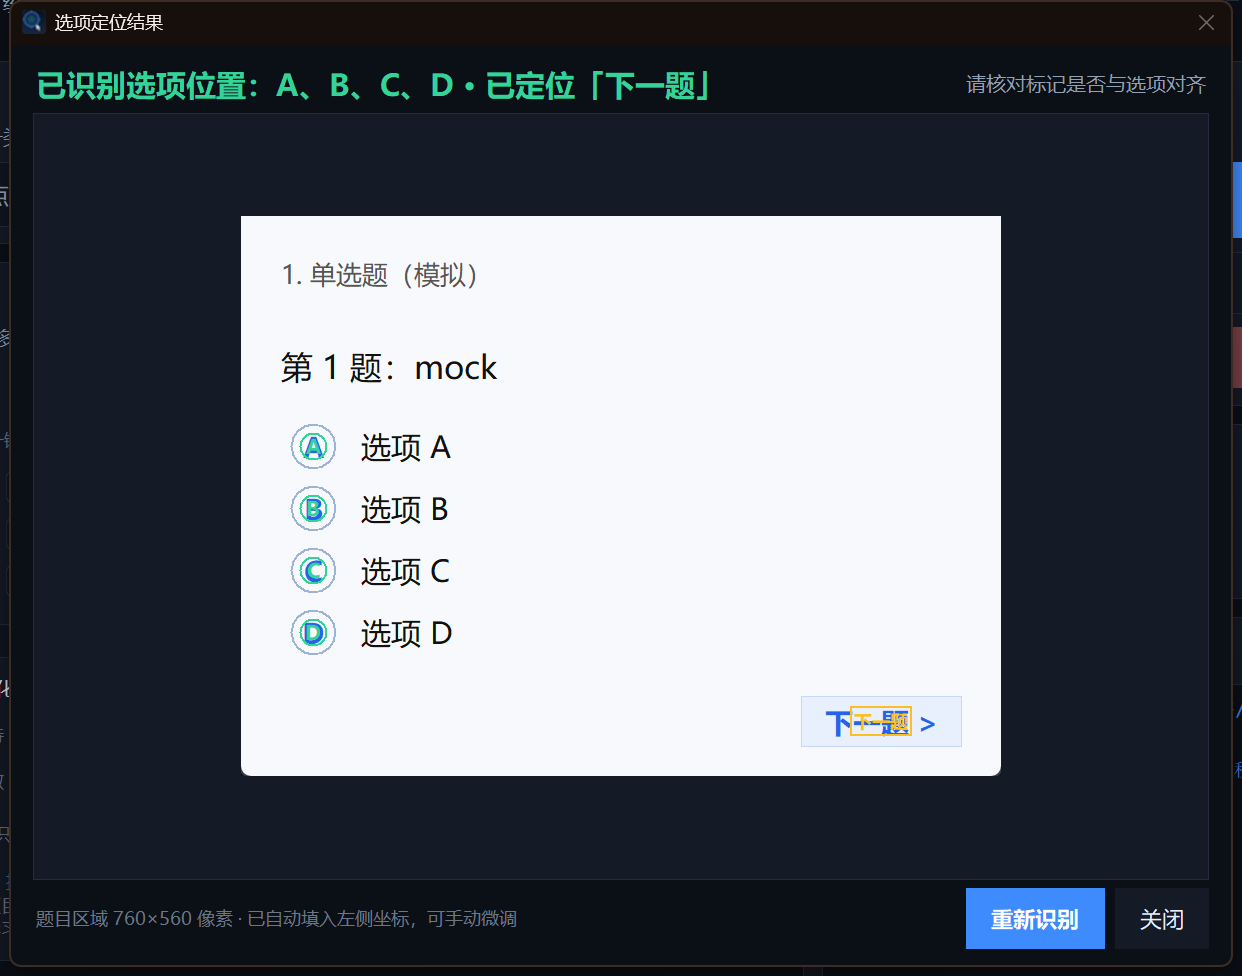 选项定位结果
已识别选项位置：A、B、C、D · 已定位「下一题」
请核对标记是否与选项对齐
1. 单选题（模拟）
第 1 题：mock
A 选项 A
B 选项 B
C 选项 C
D 选项 D
下一题 >
下一题
题目区域 760×560 像素 · 已自动填入左侧坐标，可手动微调
重新识别
关闭